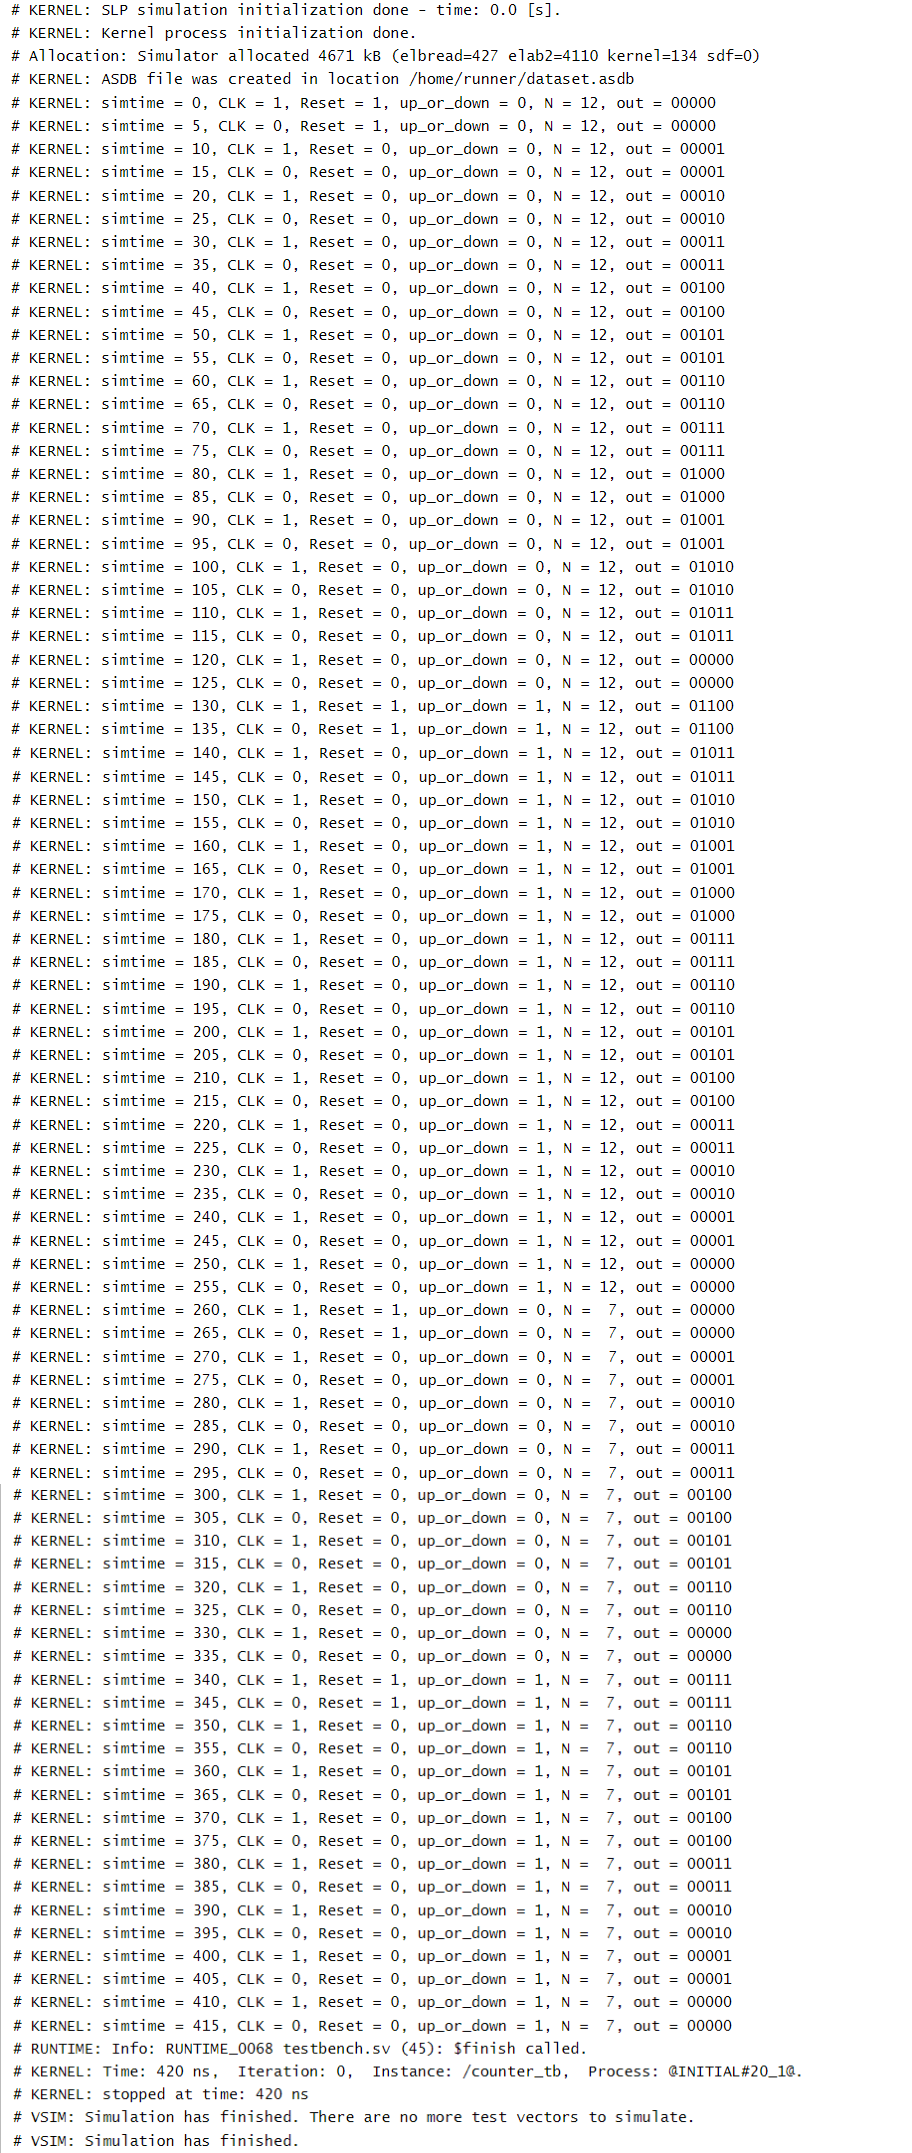 # KERNEL: SLP simulation initialization done - time: 0.0 [s].
# KERNEL: Kernel process initialization done.
# Allocation: Simulator allocated 4671 kB (elbread=427 elab2=4110 kernel=134 sdf=0)
# KERNEL: ASDB file was created in location /home/runner/dataset.asdb
# KERNEL: simtime = 0, CLK = 1, Reset = 1, up_or_down = 0, N = 12, out = 00000
# KERNEL: simtime = 5, CLK = 0, Reset = 1, up_or_down = 0, N = 12, out = 00000
# KERNEL: simtime = 10, CLK = 1, Reset = 0, up_or_down = 0, N = 12, out = 00001
# KERNEL: simtime = 15, CLK = 0, Reset = 0, up_or_down = 0, N = 12, out = 00001
# KERNEL: simtime = 20, CLK = 1, Reset = 0, up_or_down = 0, N = 12, out = 00010
# KERNEL: simtime = 25, CLK = 0, Reset = 0, up_or_down = 0, N = 12, out = 00010
# KERNEL: simtime = 30, CLK = 1, Reset = 0, up_or_down = 0, N = 12, out = 00011
# KERNEL: simtime = 35, CLK = 0, Reset = 0, up_or_down = 0, N = 12, out = 00011
# KERNEL: simtime = 40, CLK = 1, Reset = 0, up_or_down = 0, N = 12, out = 00100
# KERNEL: simtime = 45, CLK = 0, Reset = 0, up_or_down = 0, N = 12, out = 00100
# KERNEL: simtime = 50, CLK = 1, Reset = 0, up_or_down = 0, N = 12, out = 00101
# KERNEL: simtime = 55, CLK = 0, Reset = 0, up_or_down = 0, N = 12, out = 00101
# KERNEL: simtime = 60, CLK = 1, Reset = 0, up_or_down = 0, N = 12, out = 00110
# KERNEL: simtime = 65, CLK = 0, Reset = 0, up_or_down = 0, N = 12, out = 00110
# KERNEL: simtime = 70, CLK = 1, Reset = 0, up_or_down = 0, N = 12, out = 00111
# KERNEL: simtime = 75, CLK = 0, Reset = 0, up_or_down = 0, N = 12, out = 00111
# KERNEL: simtime = 80, CLK = 1, Reset = 0, up_or_down = 0, N = 12, out = 01000
# KERNEL: simtime = 85, CLK = 0, Reset = 0, up_or_down = 0, N = 12, out = 01000
# KERNEL: simtime = 90, CLK = 1, Reset = 0, up_or_down = 0, N = 12, out = 01001
# KERNEL: simtime = 95, CLK = 0, Reset = 0, up_or_down = 0, N = 12, out = 01001
# KERNEL: simtime = 100, CLK = 1, Reset = 0, up_or_down = 0, N = 12, out = 01010
# KERNEL: simtime = 105, CLK = 0, Reset = 0, up_or_down = 0, N = 12, out = 01010
# KERNEL: simtime = 110, CLK = 1, Reset = 0, up_or_down = 0, N = 12, out = 01011
# KERNEL: simtime = 115, CLK = 0, Reset = 0, up_or_down = 0, N = 12, out = 01011
# KERNEL: simtime = 120, CLK = 1, Reset = 0, up_or_down = 0, N = 12, out = 00000
# KERNEL: simtime = 125, CLK = 0, Reset = 0, up_or_down = 0, N = 12, out = 00000
# KERNEL: simtime = 130, CLK = 1, Reset = 1, up_or_down = 1, N = 12, out = 01100
# KERNEL: simtime = 135, CLK = 0, Reset = 1, up_or_down = 1, N = 12, out = 01100
# KERNEL: simtime = 140, CLK = 1, Reset = 0, up_or_down = 1, N = 12, out = 01011
# KERNEL: simtime = 145, CLK = 0, Reset = 0, up_or_down = 1, N = 12, out = 01011
# KERNEL: simtime = 150, CLK = 1, Reset = 0, up_or_down = 1, N = 12, out = 01010
# KERNEL: simtime = 155, CLK = 0, Reset = 0, up_or_down = 1, N = 12, out = 01010
# KERNEL: simtime = 160, CLK = 1, Reset = 0, up_or_down = 1, N = 12, out = 01001
# KERNEL: simtime = 165, CLK = 0, Reset = 0, up_or_down = 1, N = 12, out = 01001
# KERNEL: simtime = 170, CLK = 1, Reset = 0, up_or_down = 1, N = 12, out = 01000
# KERNEL: simtime = 175, CLK = 0, Reset = 0, up_or_down = 1, N = 12, out = 01000
# KERNEL: simtime = 180, CLK = 1, Reset = 0, up_or_down = 1, N = 12, out = 00111
# KERNEL: simtime = 185, CLK = 0, Reset = 0, up_or_down = 1, N = 12, out = 00111
# KERNEL: simtime = 190, CLK = 1, Reset = 0, up_or_down = 1, N = 12, out = 00110
# KERNEL: simtime = 195, CLK = 0, Reset = 0, up_or_down = 1, N = 12, out = 00110
# KERNEL: simtime = 200, CLK = 1, Reset = 0, up_or_down = 1, N = 12, out = 00101
# KERNEL: simtime = 205, CLK = 0, Reset = 0, up_or_down = 1, N = 12, out = 00101
# KERNEL: simtime = 210, CLK = 1, Reset = 0, up_or_down = 1, N = 12, out = 00100
# KERNEL: simtime = 215, CLK = 0, Reset = 0, up_or_down = 1, N = 12, out = 00100
# KERNEL: simtime = 220, CLK = 1, Reset = 0, up_or_down = 1, N = 12, out = 00011
# KERNEL: simtime = 225, CLK = 0, Reset = 0, up_or_down = 1, N = 12, out = 00011
# KERNEL: simtime = 230, CLK = 1, Reset = 0, up_or_down = 1, N = 12, out = 00010
# KERNEL: simtime = 235, CLK = 0, Reset = 0, up_or_down = 1, N = 12, out = 00010
# KERNEL: simtime = 240, CLK = 1, Reset = 0, up_or_down = 1, N = 12, out = 00001
# KERNEL: simtime = 245, CLK = 0, Reset = 0, up_or_down = 1, N = 12, out = 00001
# KERNEL: simtime = 250, CLK = 1, Reset = 0, up_or_down = 1, N = 12, out = 00000
# KERNEL: simtime = 255, CLK = 0, Reset = 0, up_or_down = 1, N = 12, out = 00000
# KERNEL: simtime = 260, CLK = 1, Reset = 1, up_or_down = 0, N =  7, out = 00000
# KERNEL: simtime = 265, CLK = 0, Reset = 1, up_or_down = 0, N =  7, out = 00000
# KERNEL: simtime = 270, CLK = 1, Reset = 0, up_or_down = 0, N =  7, out = 00001
# KERNEL: simtime = 275, CLK = 0, Reset = 0, up_or_down = 0, N =  7, out = 00001
# KERNEL: simtime = 280, CLK = 1, Reset = 0, up_or_down = 0, N =  7, out = 00010
# KERNEL: simtime = 285, CLK = 0, Reset = 0, up_or_down = 0, N =  7, out = 00010
# KERNEL: simtime = 290, CLK = 1, Reset = 0, up_or_down = 0, N =  7, out = 00011
# KERNEL: simtime = 295, CLK = 0, Reset = 0, up_or_down = 0, N =  7, out = 00011
# KERNEL: simtime = 300, CLK = 1, Reset = 0, up_or_down = 0, N =  7, out = 00100
# KERNEL: simtime = 305, CLK = 0, Reset = 0, up_or_down = 0, N =  7, out = 00100
# KERNEL: simtime = 310, CLK = 1, Reset = 0, up_or_down = 0, N =  7, out = 00101
# KERNEL: simtime = 315, CLK = 0, Reset = 0, up_or_down = 0, N =  7, out = 00101
# KERNEL: simtime = 320, CLK = 1, Reset = 0, up_or_down = 0, N =  7, out = 00110
# KERNEL: simtime = 325, CLK = 0, Reset = 0, up_or_down = 0, N =  7, out = 00110
# KERNEL: simtime = 330, CLK = 1, Reset = 0, up_or_down = 0, N =  7, out = 00000
# KERNEL: simtime = 335, CLK = 0, Reset = 0, up_or_down = 0, N =  7, out = 00000
# KERNEL: simtime = 340, CLK = 1, Reset = 1, up_or_down = 1, N =  7, out = 00111
# KERNEL: simtime = 345, CLK = 0, Reset = 1, up_or_down = 1, N =  7, out = 00111
# KERNEL: simtime = 350, CLK = 1, Reset = 0, up_or_down = 1, N =  7, out = 00110
# KERNEL: simtime = 355, CLK = 0, Reset = 0, up_or_down = 1, N =  7, out = 00110
# KERNEL: simtime = 360, CLK = 1, Reset = 0, up_or_down = 1, N =  7, out = 00101
# KERNEL: simtime = 365, CLK = 0, Reset = 0, up_or_down = 1, N =  7, out = 00101
# KERNEL: simtime = 370, CLK = 1, Reset = 0, up_or_down = 1, N =  7, out = 00100
# KERNEL: simtime = 375, CLK = 0, Reset = 0, up_or_down = 1, N =  7, out = 00100
# KERNEL: simtime = 380, CLK = 1, Reset = 0, up_or_down = 1, N =  7, out = 00011
# KERNEL: simtime = 385, CLK = 0, Reset = 0, up_or_down = 1, N =  7, out = 00011
# KERNEL: simtime = 390, CLK = 1, Reset = 0, up_or_down = 1, N =  7, out = 00010
# KERNEL: simtime = 395, CLK = 0, Reset = 0, up_or_down = 1, N =  7, out = 00010
# KERNEL: simtime = 400, CLK = 1, Reset = 0, up_or_down = 1, N =  7, out = 00001
# KERNEL: simtime = 405, CLK = 0, Reset = 0, up_or_down = 1, N =  7, out = 00001
# KERNEL: simtime = 410, CLK = 1, Reset = 0, up_or_down = 1, N =  7, out = 00000
# KERNEL: simtime = 415, CLK = 0, Reset = 0, up_or_down = 1, N =  7, out = 00000
# RUNTIME: Info: RUNTIME_0068 testbench.sv (45): $finish called.
# KERNEL: Time: 420 ns,  Iteration: 0,  Instance: /counter_tb,  Process: @INITIAL#20_1@.
# KERNEL: stopped at time: 420 ns
# VSIM: Simulation has finished. There are no more test vectors to simulate.
# VSIM: Simulation has finished.